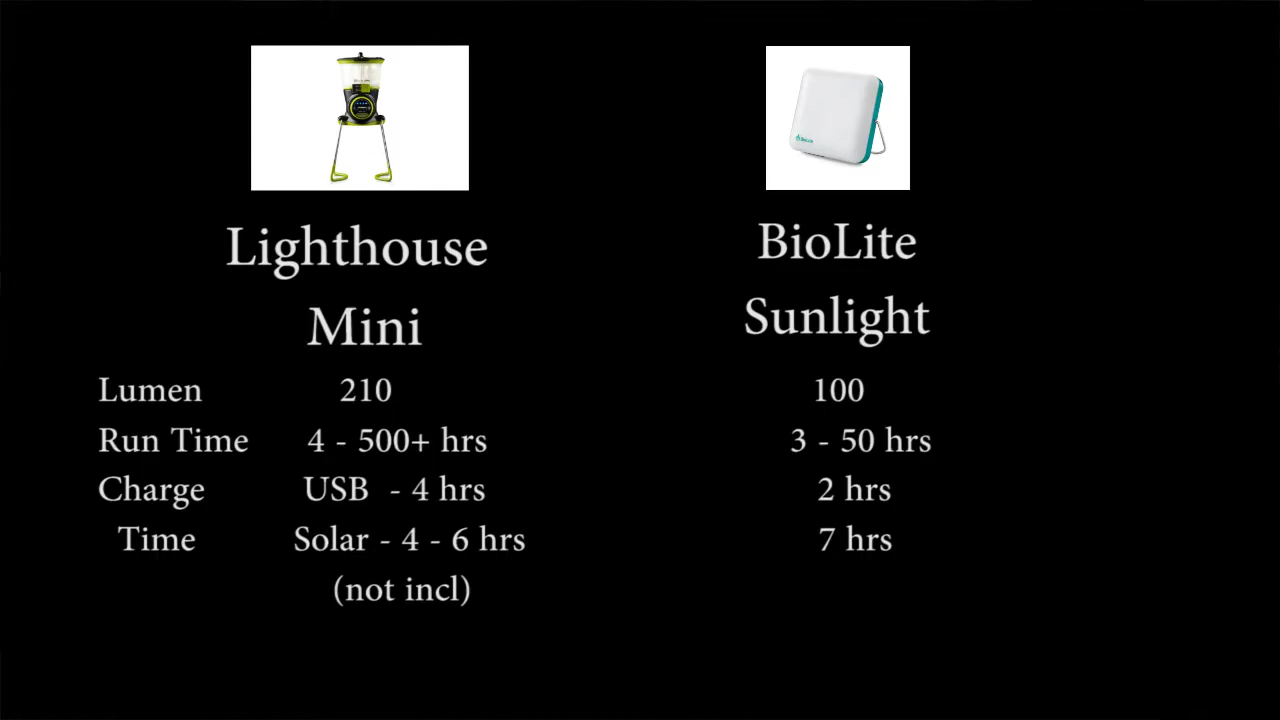 Lighthouse
Mini
BioLite
Sunlight
Lumen 210 100
Run Time 4 - 500+ hrs 3 - 50 hrs
Charge USB - 4 hrs 2 hrs
Time Solar - 4 - 6 hrs 7 hrs
(not incl)